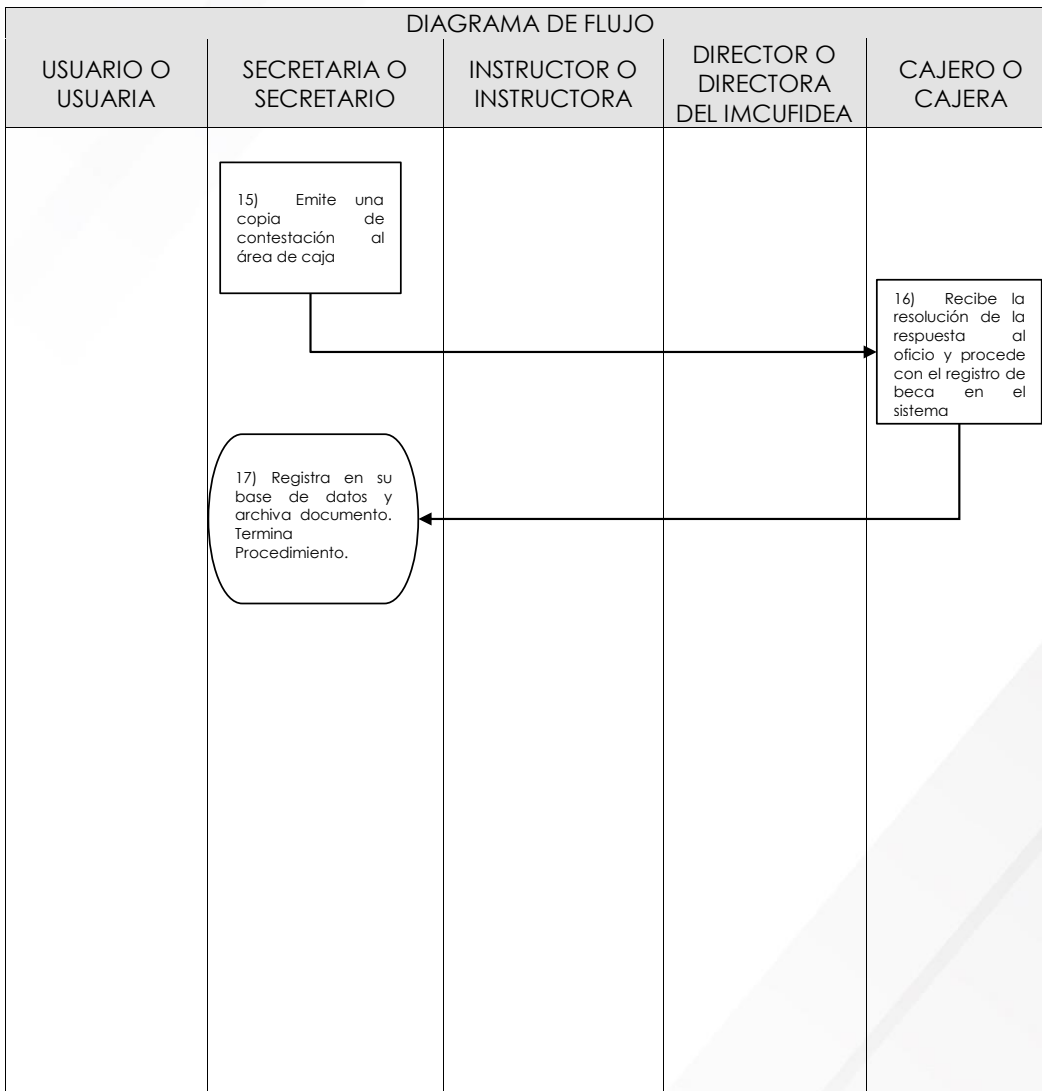 DIAGRAMA DE FLUJO
USUARIO O
USUARIA
SECRETARIA O
SECRETARIO
INSTRUCTOR O
INSTRUCTORA
DIRECTOR O
DIRECTORA
DEL IMCUFIDEA
CAJERO O
CAJERA
15) Emite una
copia de
contestación al
área de caja
16) Recibe la
resolución de la
respuesta al
oficio y procede
con el registro de
beca en el
sistema
17) Registra en su
base de datos y
archiva documento.
Termina
Procedimiento.